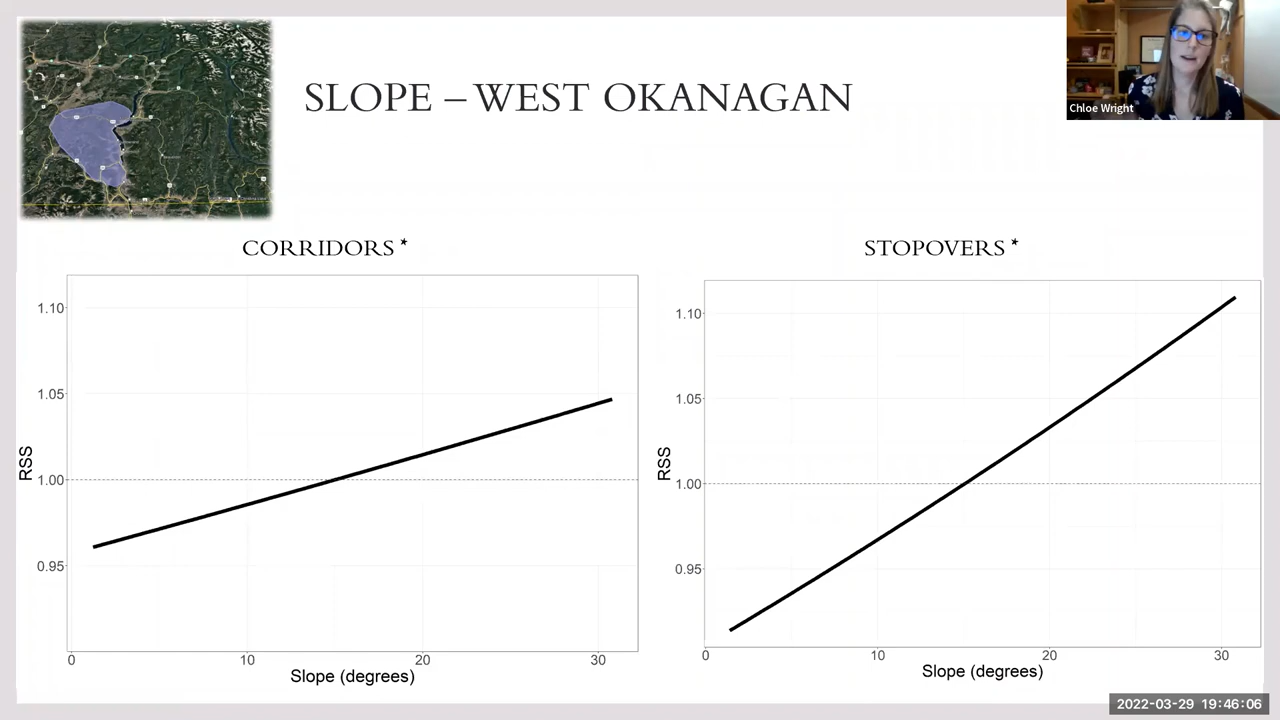 SLOPE – WEST OKANAGAN
Chloe Wright
CORRIDORS *
STOPOVERS *
1.10
1.05
1.00
0.95
RSS
0
10
20
30
Slope (degrees)
1.10
1.05
1.00
0.95
RSS
0
10
20
30
Slope (degrees)
2022-03-29 19:46:06